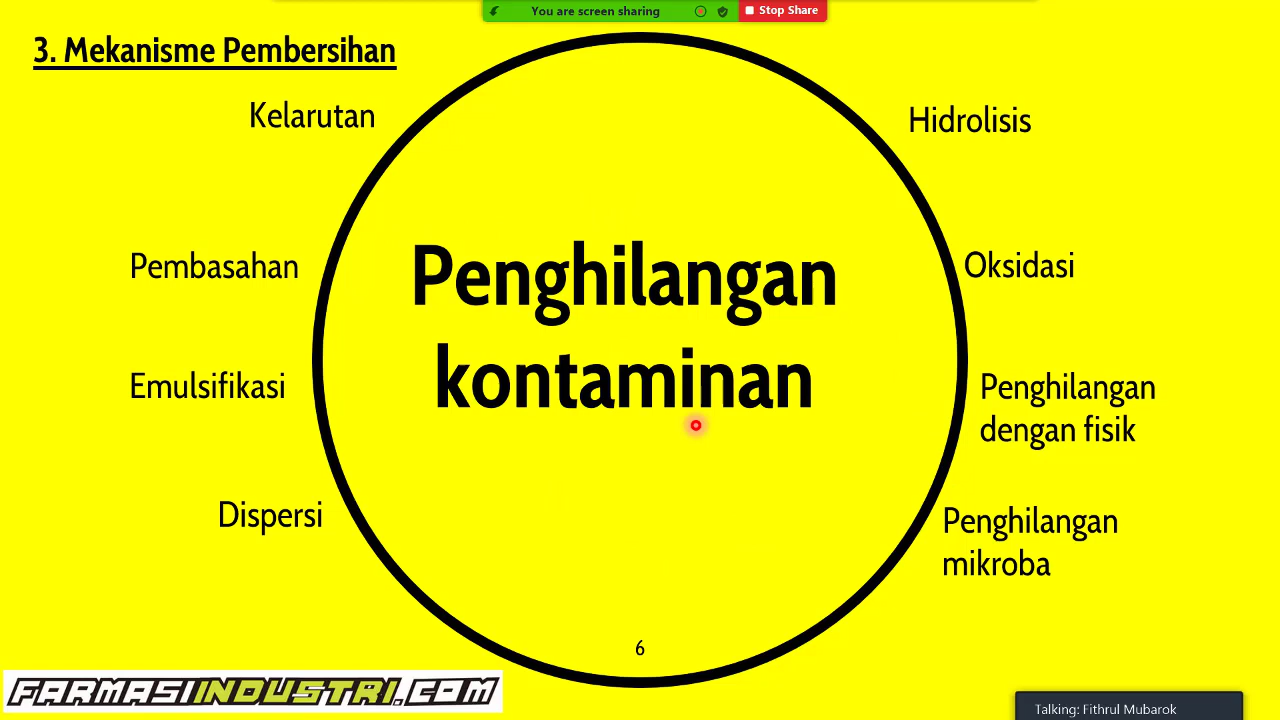 You are screen sharing
Stop Share
3. Mekanisme Pembersihan
Kelarutan
Hidrolisis
Pembasahan
Penghilangan
kontaminan
Oksidasi
Emulsifikasi
Penghilangan
dengan fisik
Dispersi
Penghilangan
mikroba
6
FARMASIINDUSTRI.COM
Talking: Fithrul Mubarok